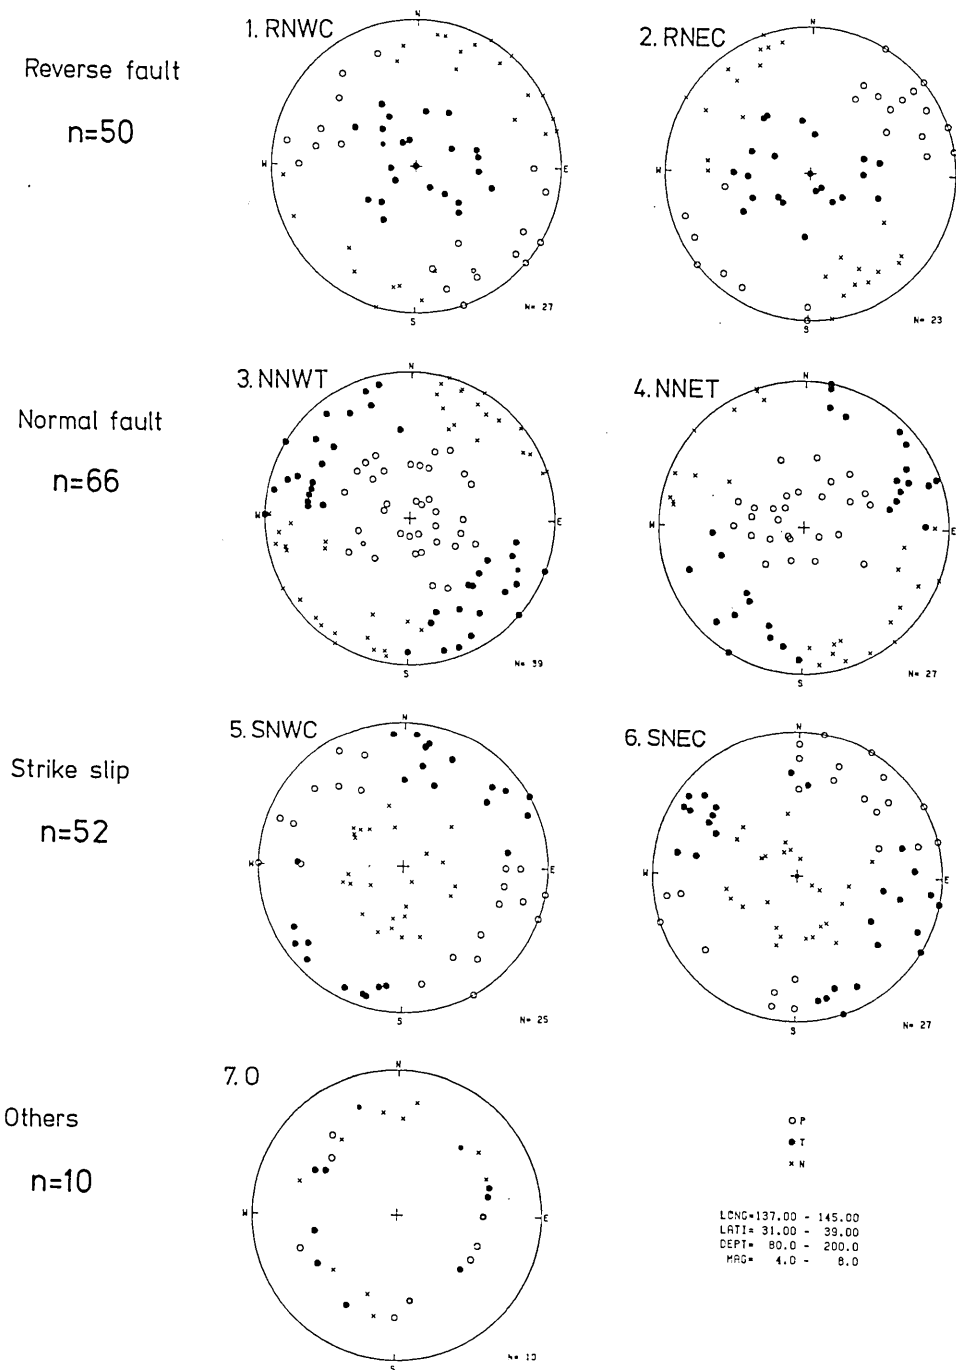 Reverse fault
n=50
1. RNWC
N
W
E
S
N= 27
2. RNEC
N
W
E
S
N= 23
Normal fault
n=66
3. NNWT
N
W
E
S
N= 39
4. NNET
N
W
E
S
N= 27
Strike slip
n=52
5. SNWC
N
W
E
S
N= 25
6. SNEC
N
W
E
S
N= 27
Others
n=10
7. O
N
W
E
S
N= 10
○ P
● T
× N
LONG=137.00 - 145.00
LATI= 31.00 - 39.00
DEPT= 80.0 - 200.0
MAG= 4.0 - 8.0